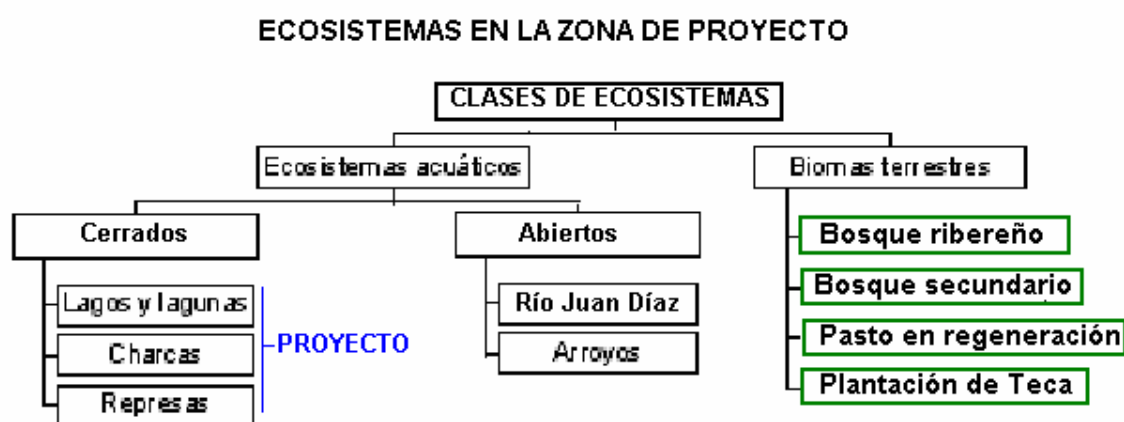 ECOSISTEMAS EN LA ZONA DE PROYECTO
CLASES DE ECOSISTEMAS
Ecosistemas acuáticos
Biomas terrestres
Cerrados
Abiertos
Lagos y lagunas
Charcas
Represas
PROYECTO
Río Juan Díaz
Arroyos
Bosque ribereño
Bosque secundario
Pasto en regeneración
Plantación de Teca